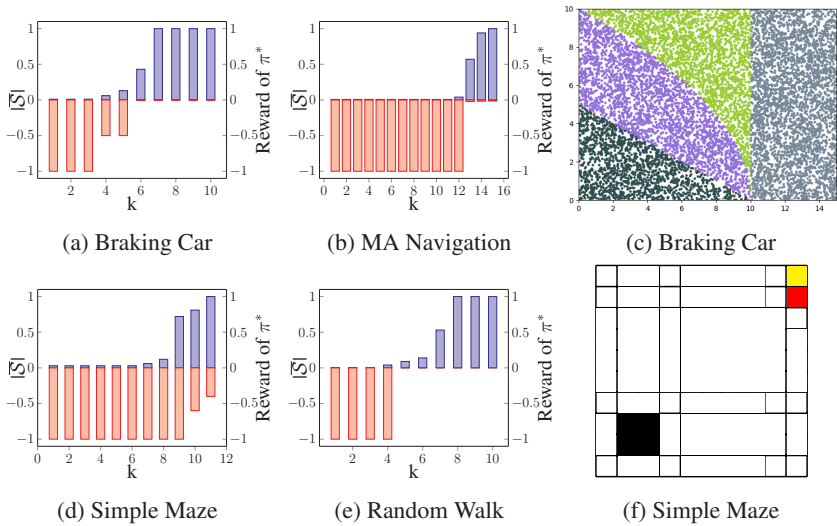 1
0.5
0
−0.5
−1
|S̅|
2 4 6 8 10
k
1
0.5
0
−0.5
−1
Reward of π*
(a) Braking Car
1
0.5
0
−0.5
−1
|S̅|
0 2 4 6 8 10 12 14 16
k
1
0.5
0
−0.5
−1
Reward of π*
(b) MA Navigation
10
8
6
4
2
0
0 2 4 6 8 10 12 14
(c) Braking Car
1
0.5
0
−0.5
−1
|S̅|
0 2 4 6 8 10 12
k
1
0.5
0
−0.5
−1
Reward of π*
(d) Simple Maze
1
0.5
0
−0.5
−1
|S̅|
0 2 4 6 8 10
k
1
0.5
0
−0.5
−1
Reward of π*
(e) Random Walk
(f) Simple Maze